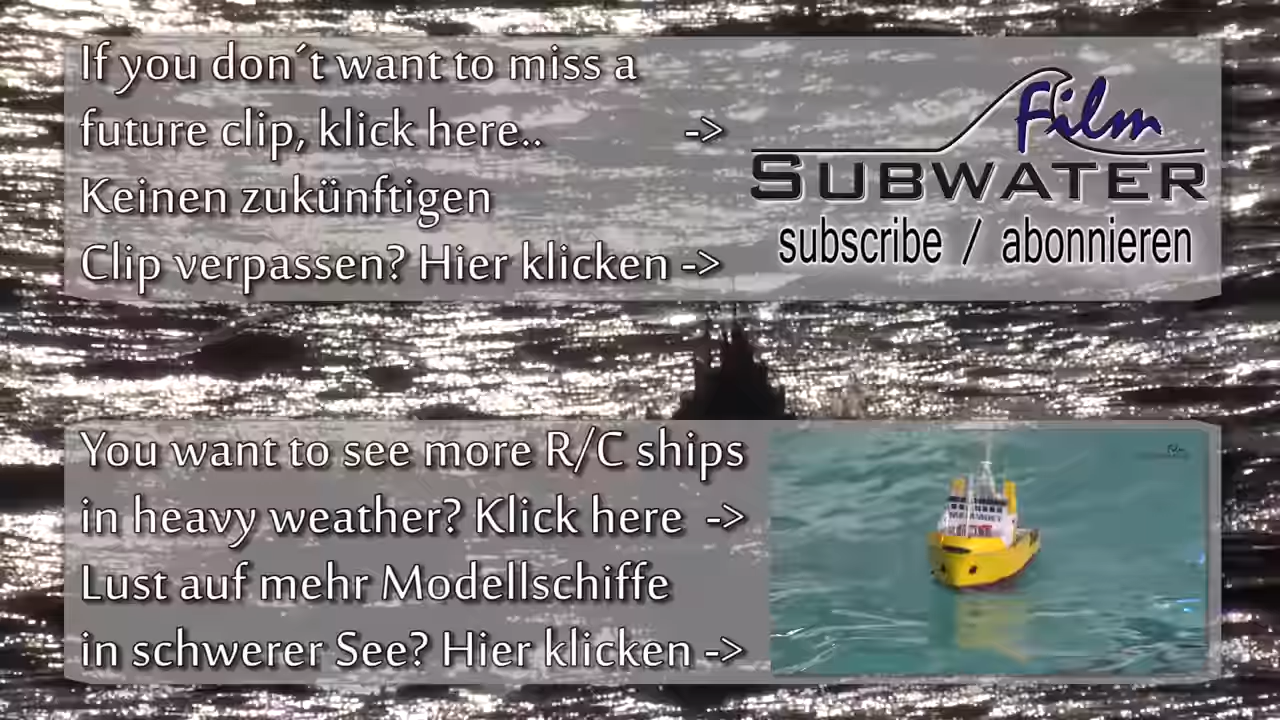 If you don´t want to miss a
future clip, klick here.. ->
Keinen zukünftigen
Clip verpassen? Hier klicken ->
Film
SUBWATER
subscribe / abonnieren
You want to see more R/C ships
in heavy weather? Klick here ->
Lust auf mehr Modellschiffe
in schwerer See? Hier klicken ->